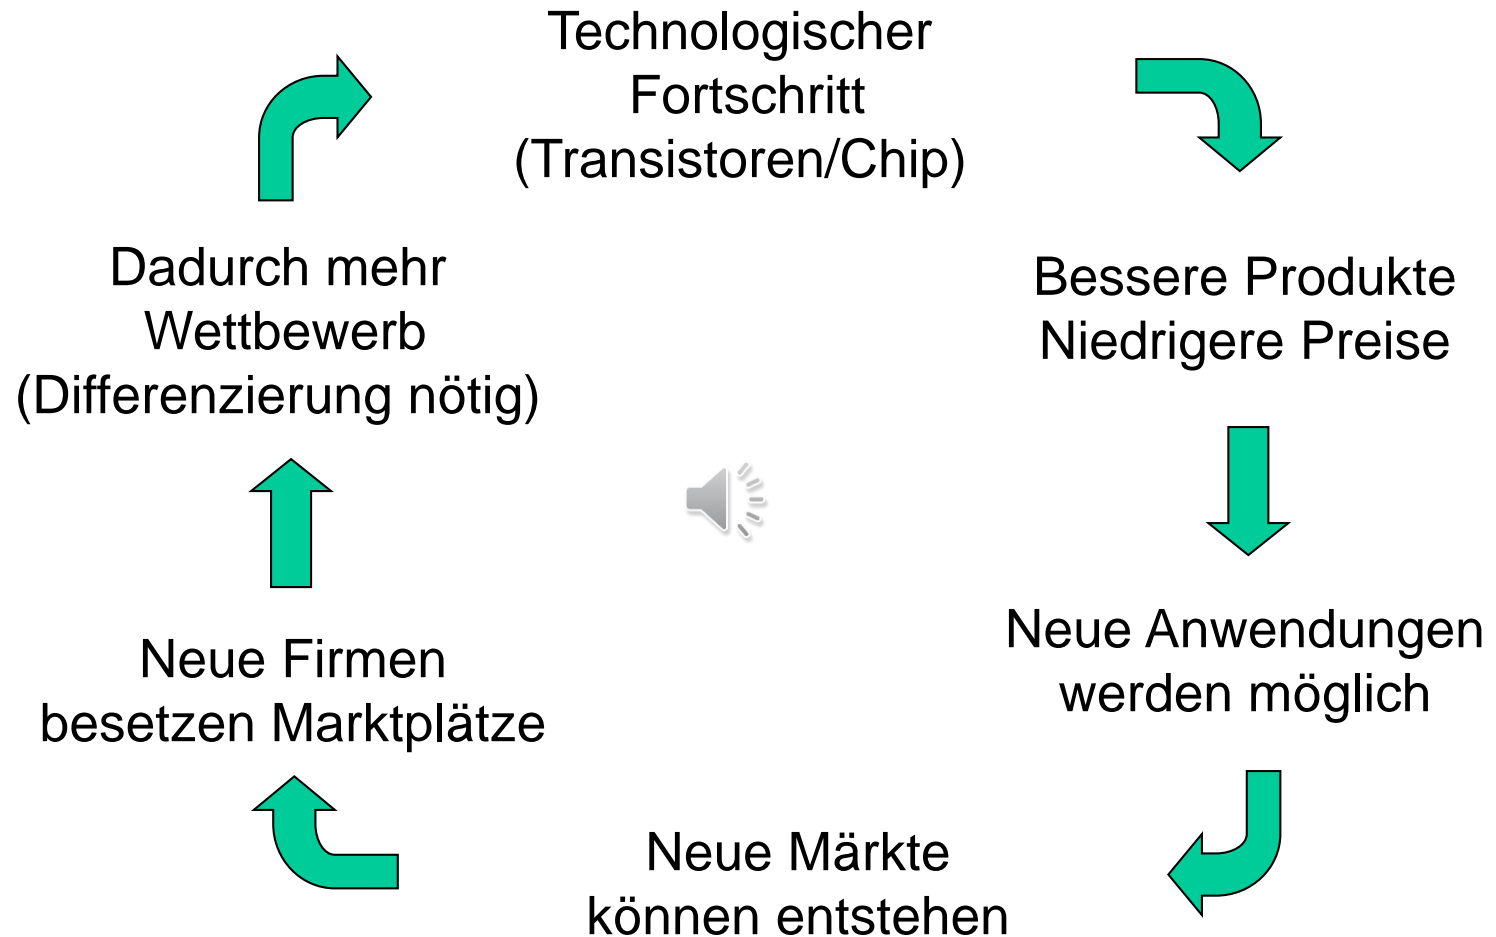 Technologischer
Fortschritt
(Transistoren/Chip)
Bessere Produkte
Niedrigere Preise
Neue Anwendungen
werden möglich
Neue Märkte
können entstehen
Neue Firmen
besetzen Marktplätze
Dadurch mehr
Wettbewerb
(Differenzierung nötig)